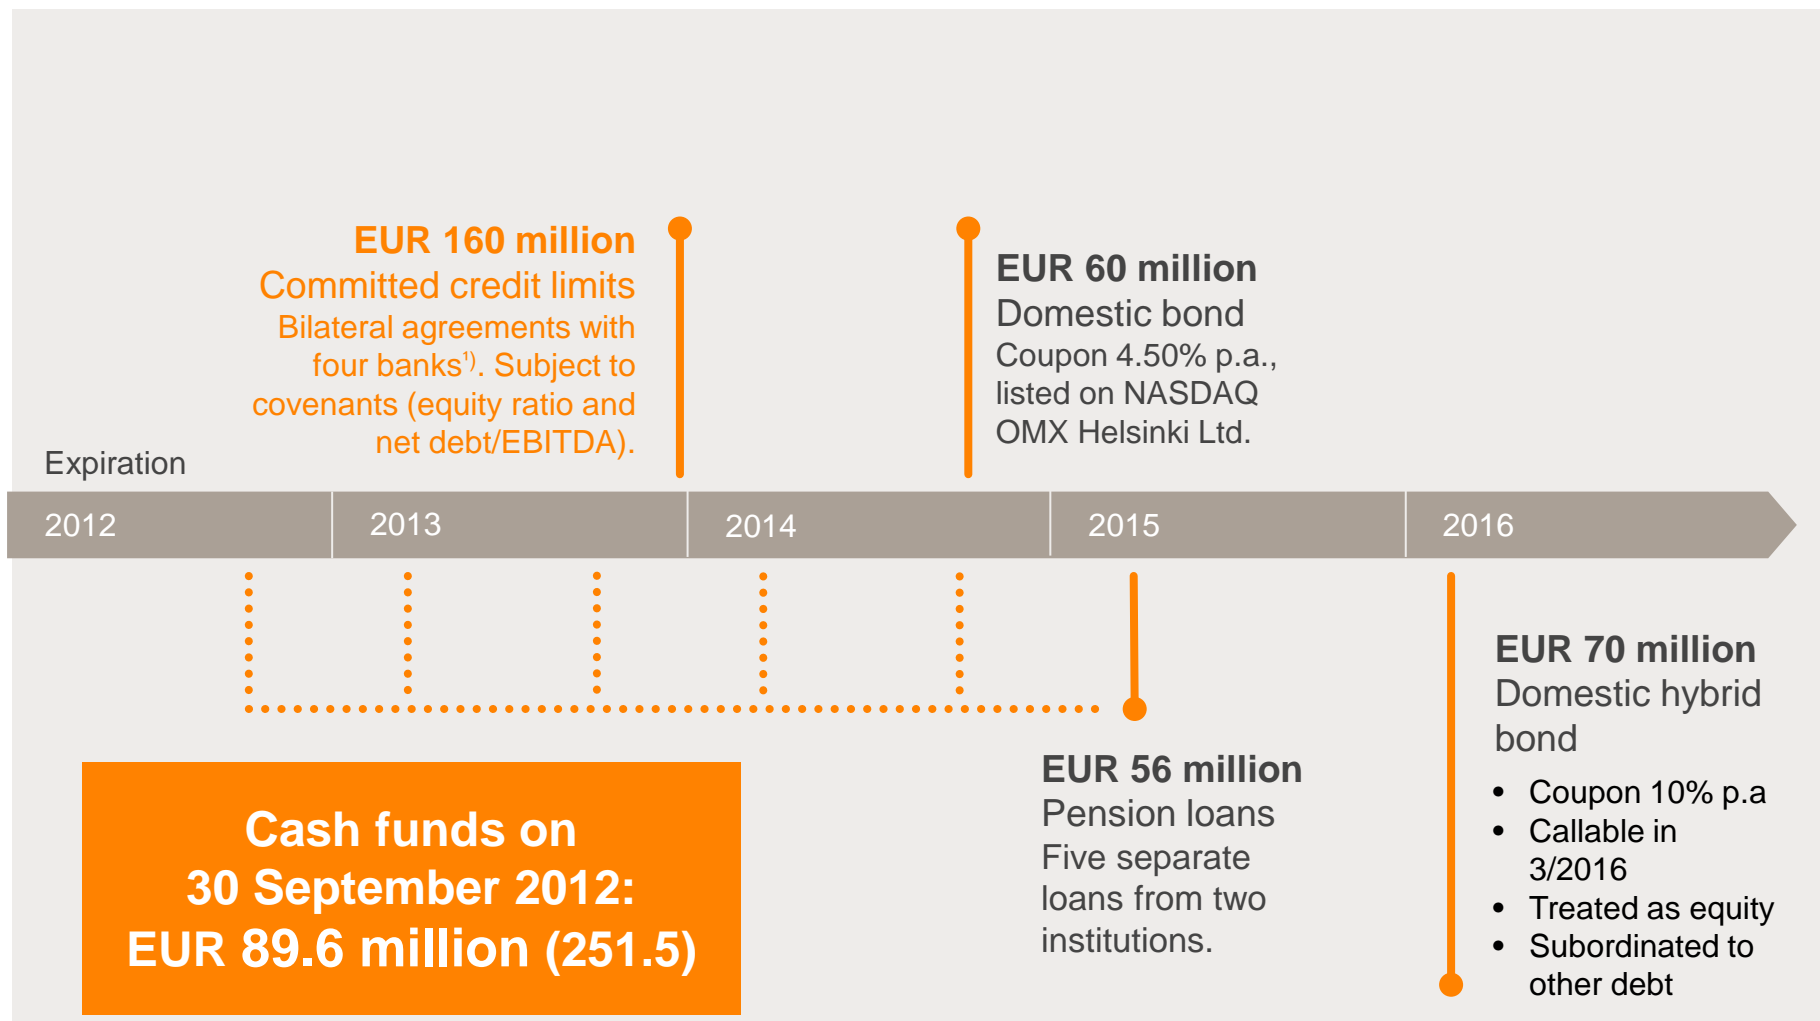 EUR 160 million
Committed credit limits
Bilateral agreements with
four banks¹⁾. Subject to
covenants (equity ratio and
net debt/EBITDA).
EUR 60 million
Domestic bond
Coupon 4.50% p.a.,
listed on NASDAQ
OMX Helsinki Ltd.
Expiration
2012
2013
2014
2015
2016
EUR 56 million
Pension loans
Five separate
loans from two
institutions.
EUR 70 million
Domestic hybrid
bond
• Coupon 10% p.a
• Callable in
3/2016
• Treated as equity
• Subordinated to
other debt
Cash funds on
30 September 2012:
EUR 89.6 million (251.5)